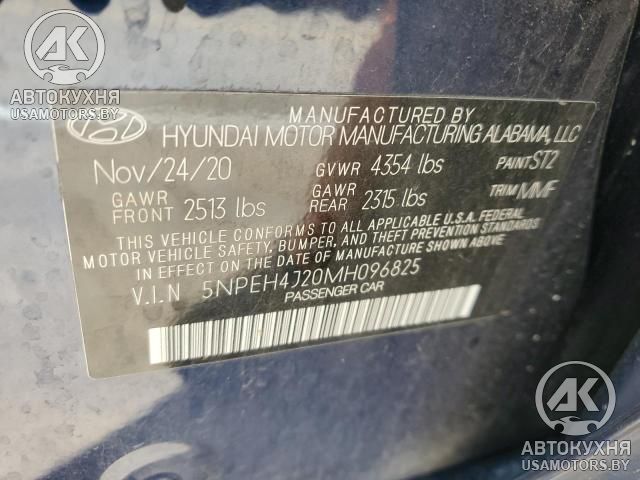 AK
АВТОКУХНЯ
USAMOTORS.BY
MANUFACTURED BY
HYUNDAI MOTOR MANUFACTURING ALABAMA, LLC
Nov/24/20 GVWR 4354 lbs PAINT ST2
GAWR FRONT 2513 lbs GAWR REAR 2315 lbs TRIM MMF
THIS VEHICLE CONFORMS TO ALL APPLICABLE U.S.A. FEDERAL
MOTOR VEHICLE SAFETY, BUMPER, AND THEFT PREVENTION STANDARDS
IN EFFECT ON THE DATE OF MANUFACTURE SHOWN ABOVE
V.I.N 5NPEH4J20MH096825
PASSENGER CAR
AK
АВТОКУХНЯ
USAMOTORS.BY